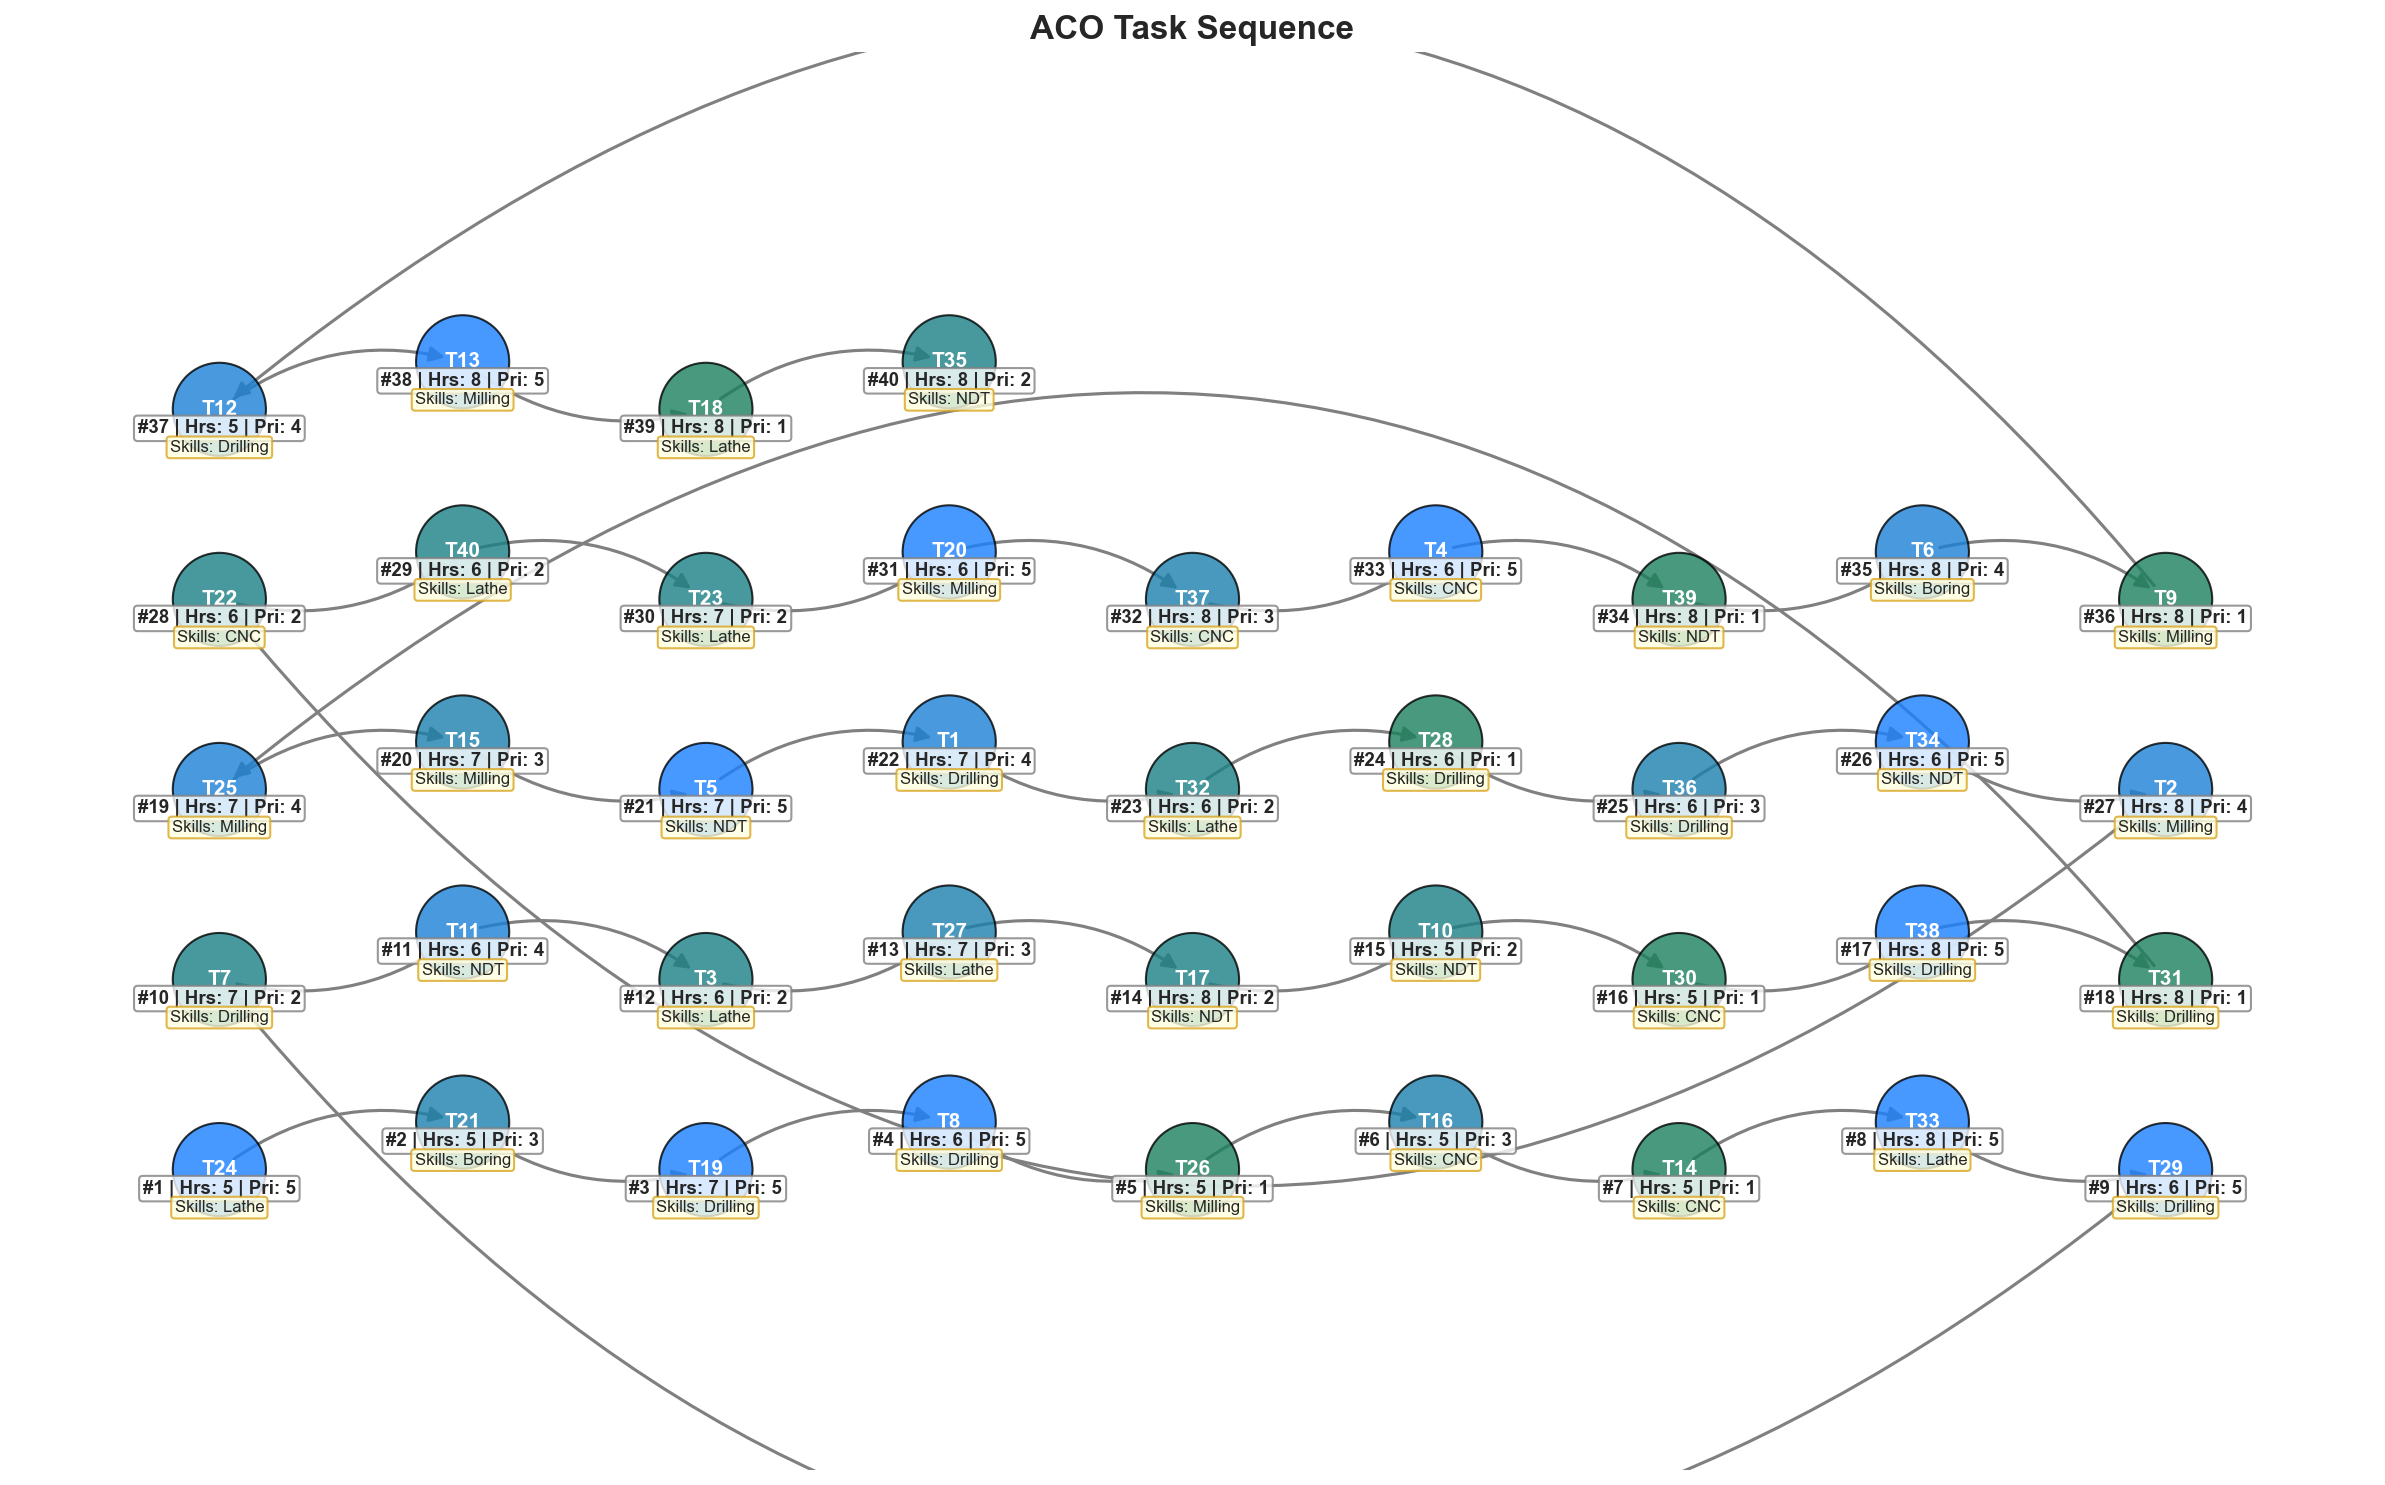 ACO Task Sequence
T12
#37 | Hrs: 5 | Pri: 4
Skills: Drilling
T13
#38 | Hrs: 8 | Pri: 5
Skills: Milling
T18
#39 | Hrs: 8 | Pri: 1
Skills: Lathe
T35
#40 | Hrs: 8 | Pri: 2
Skills: NDT
T22
#28 | Hrs: 6 | Pri: 2
Skills: CNC
T40
#29 | Hrs: 6 | Pri: 2
Skills: Lathe
T23
#30 | Hrs: 7 | Pri: 2
Skills: Lathe
T20
#31 | Hrs: 6 | Pri: 5
Skills: Milling
T37
#32 | Hrs: 8 | Pri: 3
Skills: CNC
T4
#33 | Hrs: 6 | Pri: 5
Skills: CNC
T39
#34 | Hrs: 8 | Pri: 1
Skills: NDT
T6
#35 | Hrs: 8 | Pri: 4
Skills: Boring
T9
#36 | Hrs: 8 | Pri: 1
Skills: Milling
T25
#19 | Hrs: 7 | Pri: 4
Skills: Milling
T15
#20 | Hrs: 7 | Pri: 3
Skills: Milling
T5
#21 | Hrs: 7 | Pri: 5
Skills: NDT
T1
#22 | Hrs: 7 | Pri: 4
Skills: Drilling
T32
#23 | Hrs: 6 | Pri: 2
Skills: Lathe
T28
#24 | Hrs: 6 | Pri: 1
Skills: Drilling
T36
#25 | Hrs: 6 | Pri: 3
Skills: Drilling
T34
#26 | Hrs: 6 | Pri: 5
Skills: NDT
T2
#27 | Hrs: 8 | Pri: 4
Skills: Milling
T7
#10 | Hrs: 7 | Pri: 2
Skills: Drilling
T11
#11 | Hrs: 6 | Pri: 4
Skills: NDT
T3
#12 | Hrs: 6 | Pri: 2
Skills: Lathe
T27
#13 | Hrs: 7 | Pri: 3
Skills: Lathe
T17
#14 | Hrs: 8 | Pri: 2
Skills: NDT
T10
#15 | Hrs: 5 | Pri: 2
Skills: NDT
T30
#16 | Hrs: 5 | Pri: 1
Skills: CNC
T38
#17 | Hrs: 8 | Pri: 5
Skills: Drilling
T31
#18 | Hrs: 8 | Pri: 1
Skills: Drilling
T24
#1 | Hrs: 5 | Pri: 5
Skills: Lathe
T21
#2 | Hrs: 5 | Pri: 3
Skills: Boring
T19
#3 | Hrs: 7 | Pri: 5
Skills: Drilling
T8
#4 | Hrs: 6 | Pri: 5
Skills: Drilling
T26
#5 | Hrs: 5 | Pri: 1
Skills: Milling
T16
#6 | Hrs: 5 | Pri: 3
Skills: CNC
T14
#7 | Hrs: 5 | Pri: 1
Skills: CNC
T33
#8 | Hrs: 8 | Pri: 5
Skills: Lathe
T29
#9 | Hrs: 6 | Pri: 5
Skills: Drilling